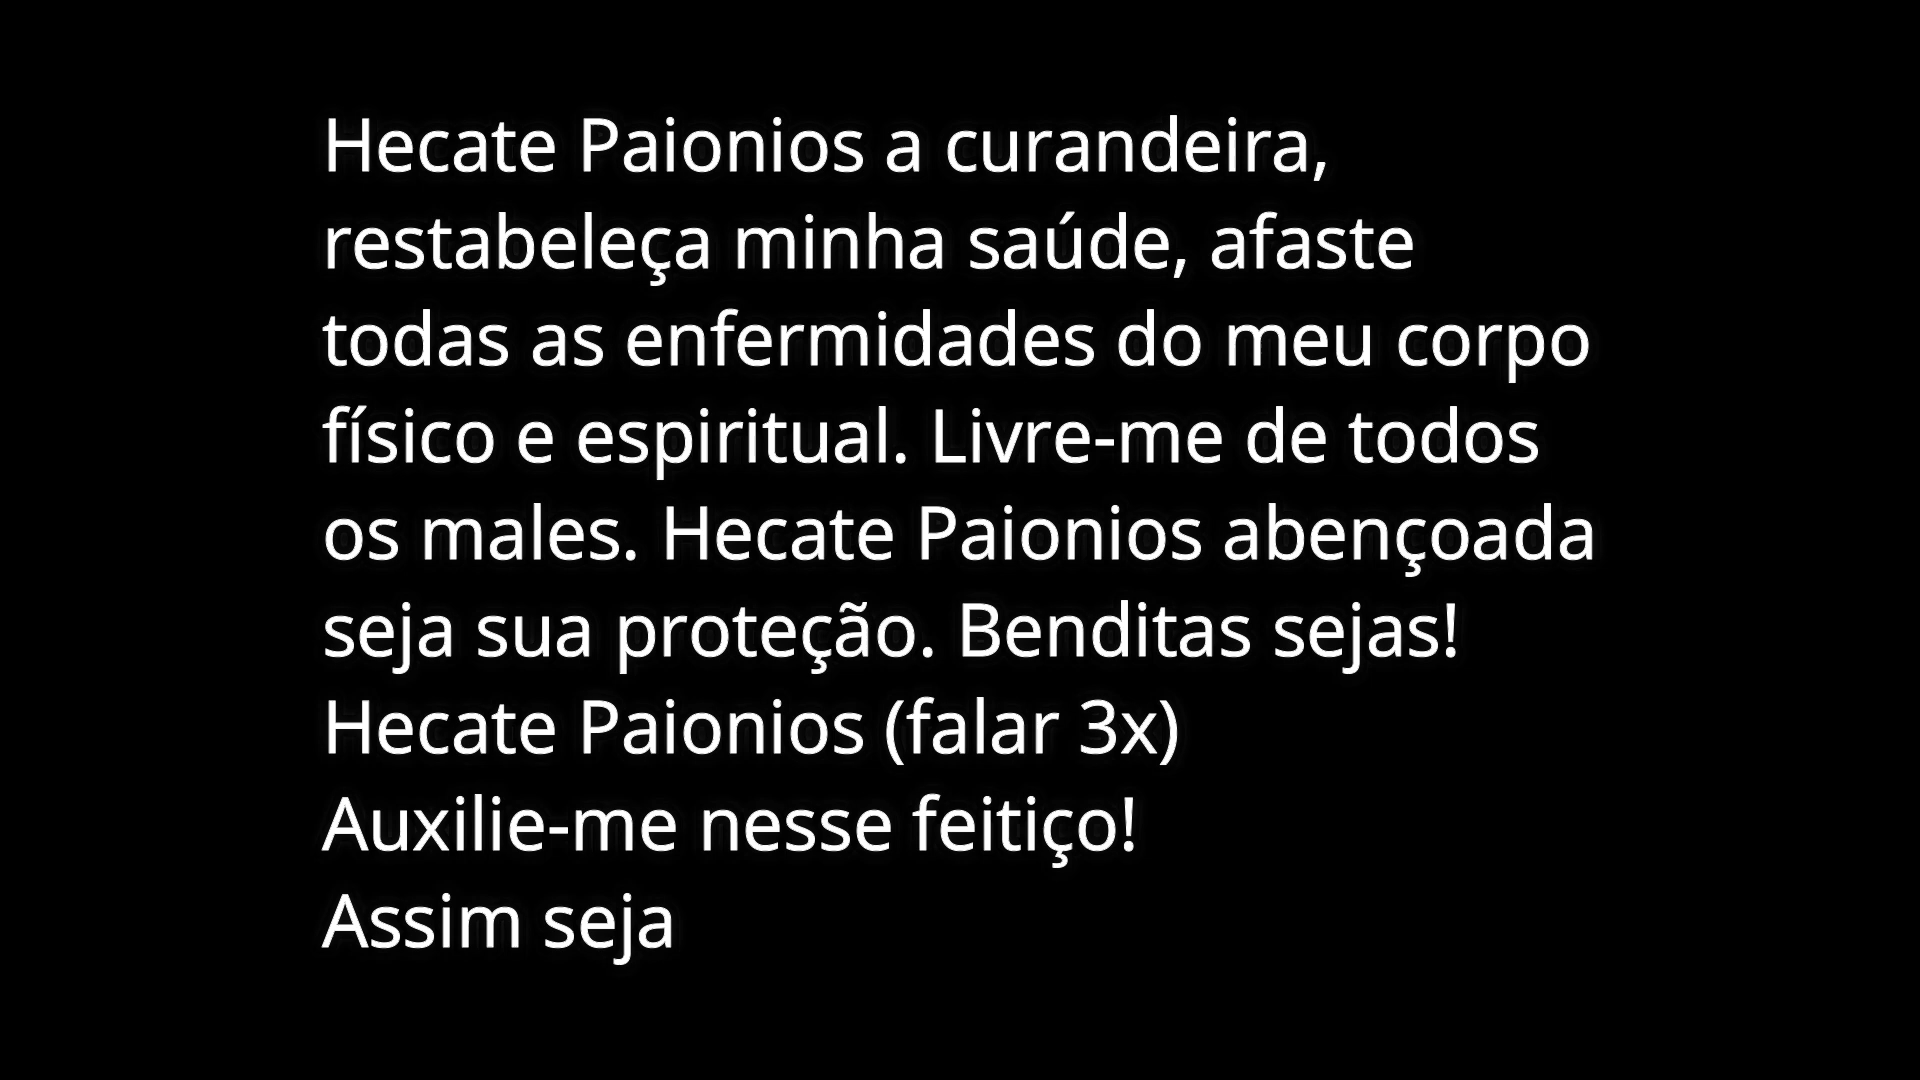 Hecate Paionios a curandeira,
restabeleça minha saúde, afaste
todas as enfermidades do meu corpo
físico e espiritual. Livre-me de todos
os males. Hecate Paionios abençoada
seja sua proteção. Benditas sejas!
Hecate Paionios (falar 3x)
Auxilie-me nesse feitiço!
Assim seja